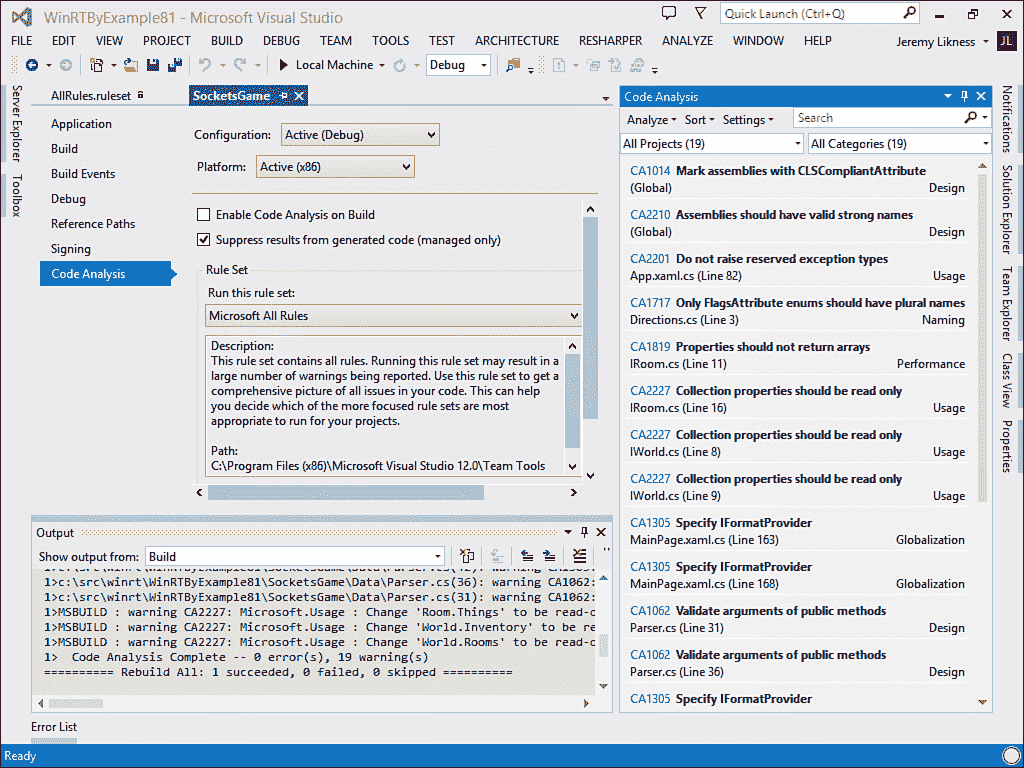 WinRTByExample81 - Microsoft Visual Studio
Quick Launch (Ctrl+Q)
FILE EDIT VIEW PROJECT BUILD DEBUG TEAM TOOLS TEST ARCHITECTURE RESHARPER ANALYZE WINDOW HELP
Jeremy Likness JL
Local Machine Debug
Server Explorer
Toolbox
AllRules.ruleset
SocketsGame
Application
Build
Build Events
Debug
Reference Paths
Signing
Code Analysis
Configuration: Active (Debug)
Platform: Active (x86)
Enable Code Analysis on Build
Suppress results from generated code (managed only)
Rule Set
Run this rule set:
Microsoft All Rules
Description:
This rule set contains all rules. Running this rule set may result in a
large number of warnings being reported. Use this rule set to get a
comprehensive picture of all issues in your code. This can help
you decide which of the more focused rule sets are most
appropriate to run for your projects.
Path:
C:\Program Files (x86)\Microsoft Visual Studio 12.0\Team Tools
Output
Show output from: Build
1>c:\src\winrt\WinRTByExample81\SocketsGame\Data\Parser.cs(36): warning CA1062:
1>c:\src\winrt\WinRTByExample81\SocketsGame\Data\Parser.cs(31): warning CA1062:
1>MSBUILD : warning CA2227: Microsoft.Usage : Change 'Room.Things' to be read-o
1>MSBUILD : warning CA2227: Microsoft.Usage : Change 'World.Inventory' to be re
1>MSBUILD : warning CA2227: Microsoft.Usage : Change 'World.Rooms' to be read-o
1> Code Analysis Complete -- 0 error(s), 19 warning(s)
========== Rebuild All: 1 succeeded, 0 failed, 0 skipped ==========
Error List
Ready
Code Analysis
Analyze Sort Settings Search
All Projects (19) All Categories (19)
CA1014 Mark assemblies with CLSCompliantAttribute
(Global) Design
CA2210 Assemblies should have valid strong names
(Global) Design
CA2201 Do not raise reserved exception types
App.xaml.cs (Line 82) Usage
CA1717 Only FlagsAttribute enums should have plural names
Directions.cs (Line 3) Naming
CA1819 Properties should not return arrays
IRoom.cs (Line 11) Performance
CA2227 Collection properties should be read only
IRoom.cs (Line 16) Usage
CA2227 Collection properties should be read only
IWorld.cs (Line 8) Usage
CA2227 Collection properties should be read only
IWorld.cs (Line 9) Usage
CA1305 Specify IFormatProvider
MainPage.xaml.cs (Line 163) Globalization
CA1305 Specify IFormatProvider
MainPage.xaml.cs (Line 168) Globalization
CA1062 Validate arguments of public methods
Parser.cs (Line 31) Design
CA1062 Validate arguments of public methods
Parser.cs (Line 36) Design
CA1305 Specify IFormatProvider
Notifications
Solution Explorer
Team Explorer
Class View
Properties